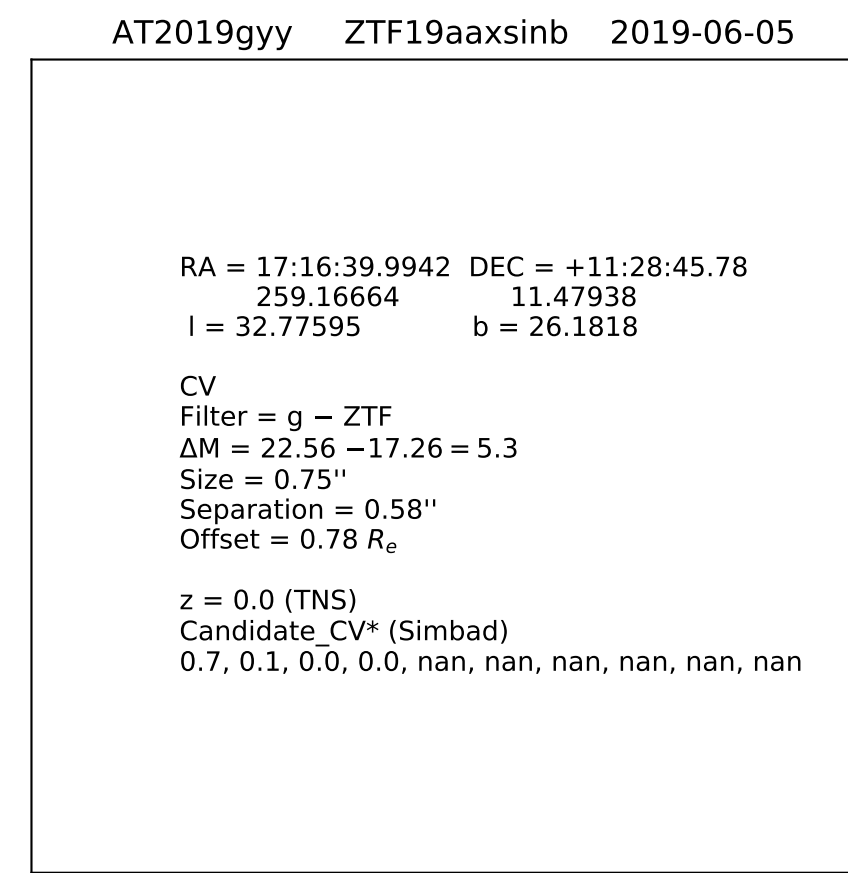 AT2019gyy ZTF19aaxsinb 2019-06-05
RA = 17:16:39.9942 DEC = +11:28:45.78
259.16664 11.47938
l = 32.77595 b = 26.1818
CV
Filter = g − ZTF
ΔM = 22.56 −17.26 = 5.3
Size = 0.75''
Separation = 0.58''
Offset = 0.78 Re
z = 0.0 (TNS)
Candidate_CV* (Simbad)
0.7, 0.1, 0.0, 0.0, nan, nan, nan, nan, nan, nan